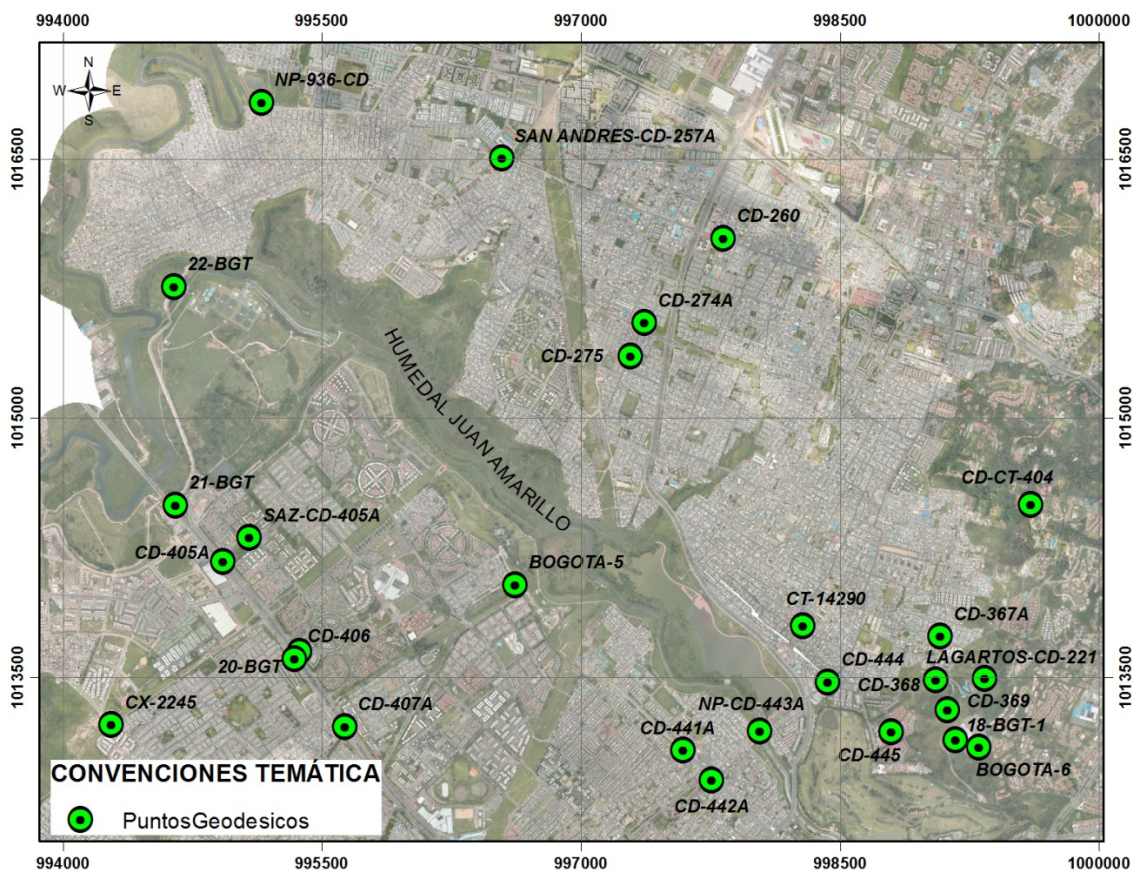 994000
995500
997000
998500
1000000
N
W E
S
NP-936-CD
SAN ANDRES-CD-257A
1016500
1016500
CD-260
22-BGT
CD-274A
CD-275
HUMEDAL JUAN AMARILLO
1015000
1015000
CD-CT-404
21-BGT
SAZ-CD-405A
CD-405A
BOGOTA-5
CT-14290
CD-367A
CD-406
20-BGT
CD-444
LAGARTOS-CD-221
CD-368
1013500
1013500
CX-2245
CD-407A
NP-CD-443A
CD-369
CD-441A
18-BGT-1
CD-445
BOGOTA-6
CD-442A
CONVENCIONES TEMÁTICA
PuntosGeodesicos
994000
995500
997000
998500
1000000